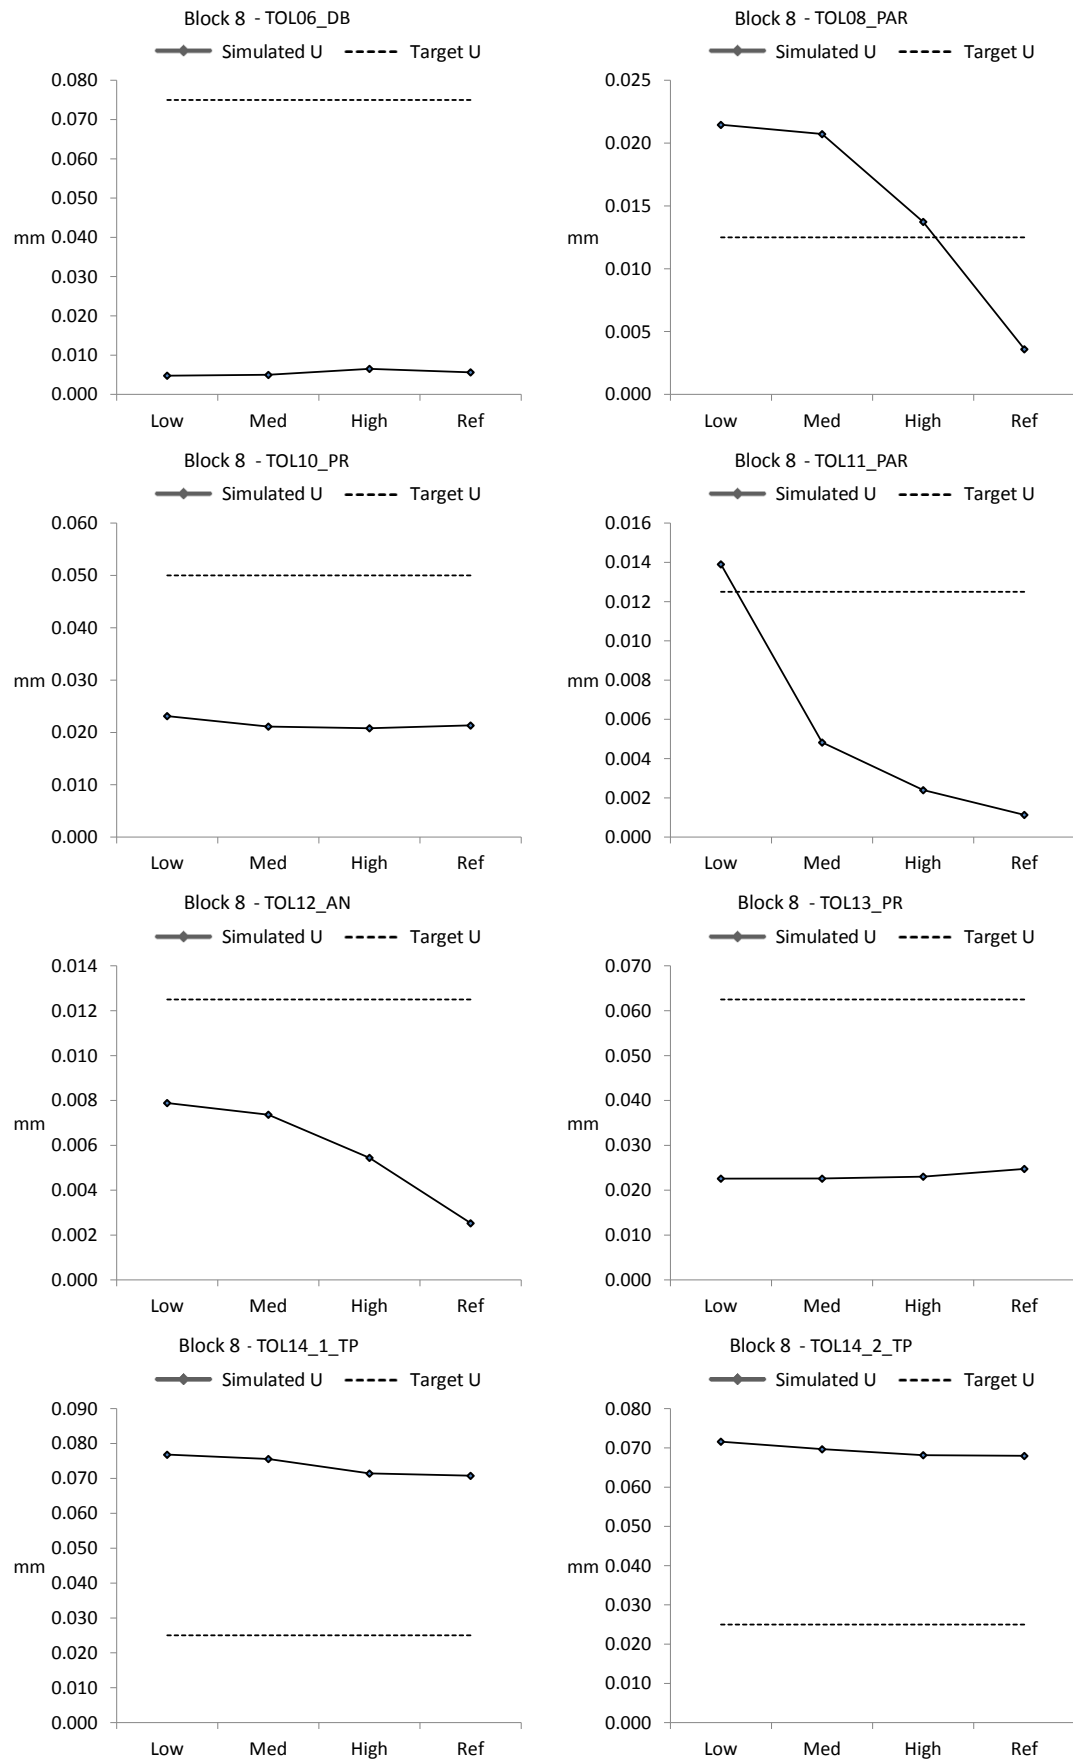 Block 8 - TOL06_DB
Simulated U Target U
0.080
0.070
0.060
0.050
mm 0.040
0.030
0.020
0.010
0.000
Low Med High Ref
Block 8 - TOL08_PAR
Simulated U Target U
0.025
0.020
0.015
mm
0.010
0.005
0.000
Low Med High Ref
Block 8 - TOL10_PR
Simulated U Target U
0.060
0.050
0.040
mm 0.030
0.020
0.010
0.000
Low Med High Ref
Block 8 - TOL11_PAR
Simulated U Target U
0.016
0.014
0.012
0.010
mm 0.008
0.006
0.004
0.002
0.000
Low Med High Ref
Block 8 - TOL12_AN
Simulated U Target U
0.014
0.012
0.010
0.008
mm
0.006
0.004
0.002
0.000
Low Med High Ref
Block 8 - TOL13_PR
Simulated U Target U
0.070
0.060
0.050
0.040
mm
0.030
0.020
0.010
0.000
Low Med High Ref
Block 8 - TOL14_1_TP
Simulated U Target U
0.090
0.080
0.070
0.060
0.050
mm
0.040
0.030
0.020
0.010
0.000
Low Med High Ref
Block 8 - TOL14_2_TP
Simulated U Target U
0.080
0.070
0.060
0.050
mm 0.040
0.030
0.020
0.010
0.000
Low Med High Ref